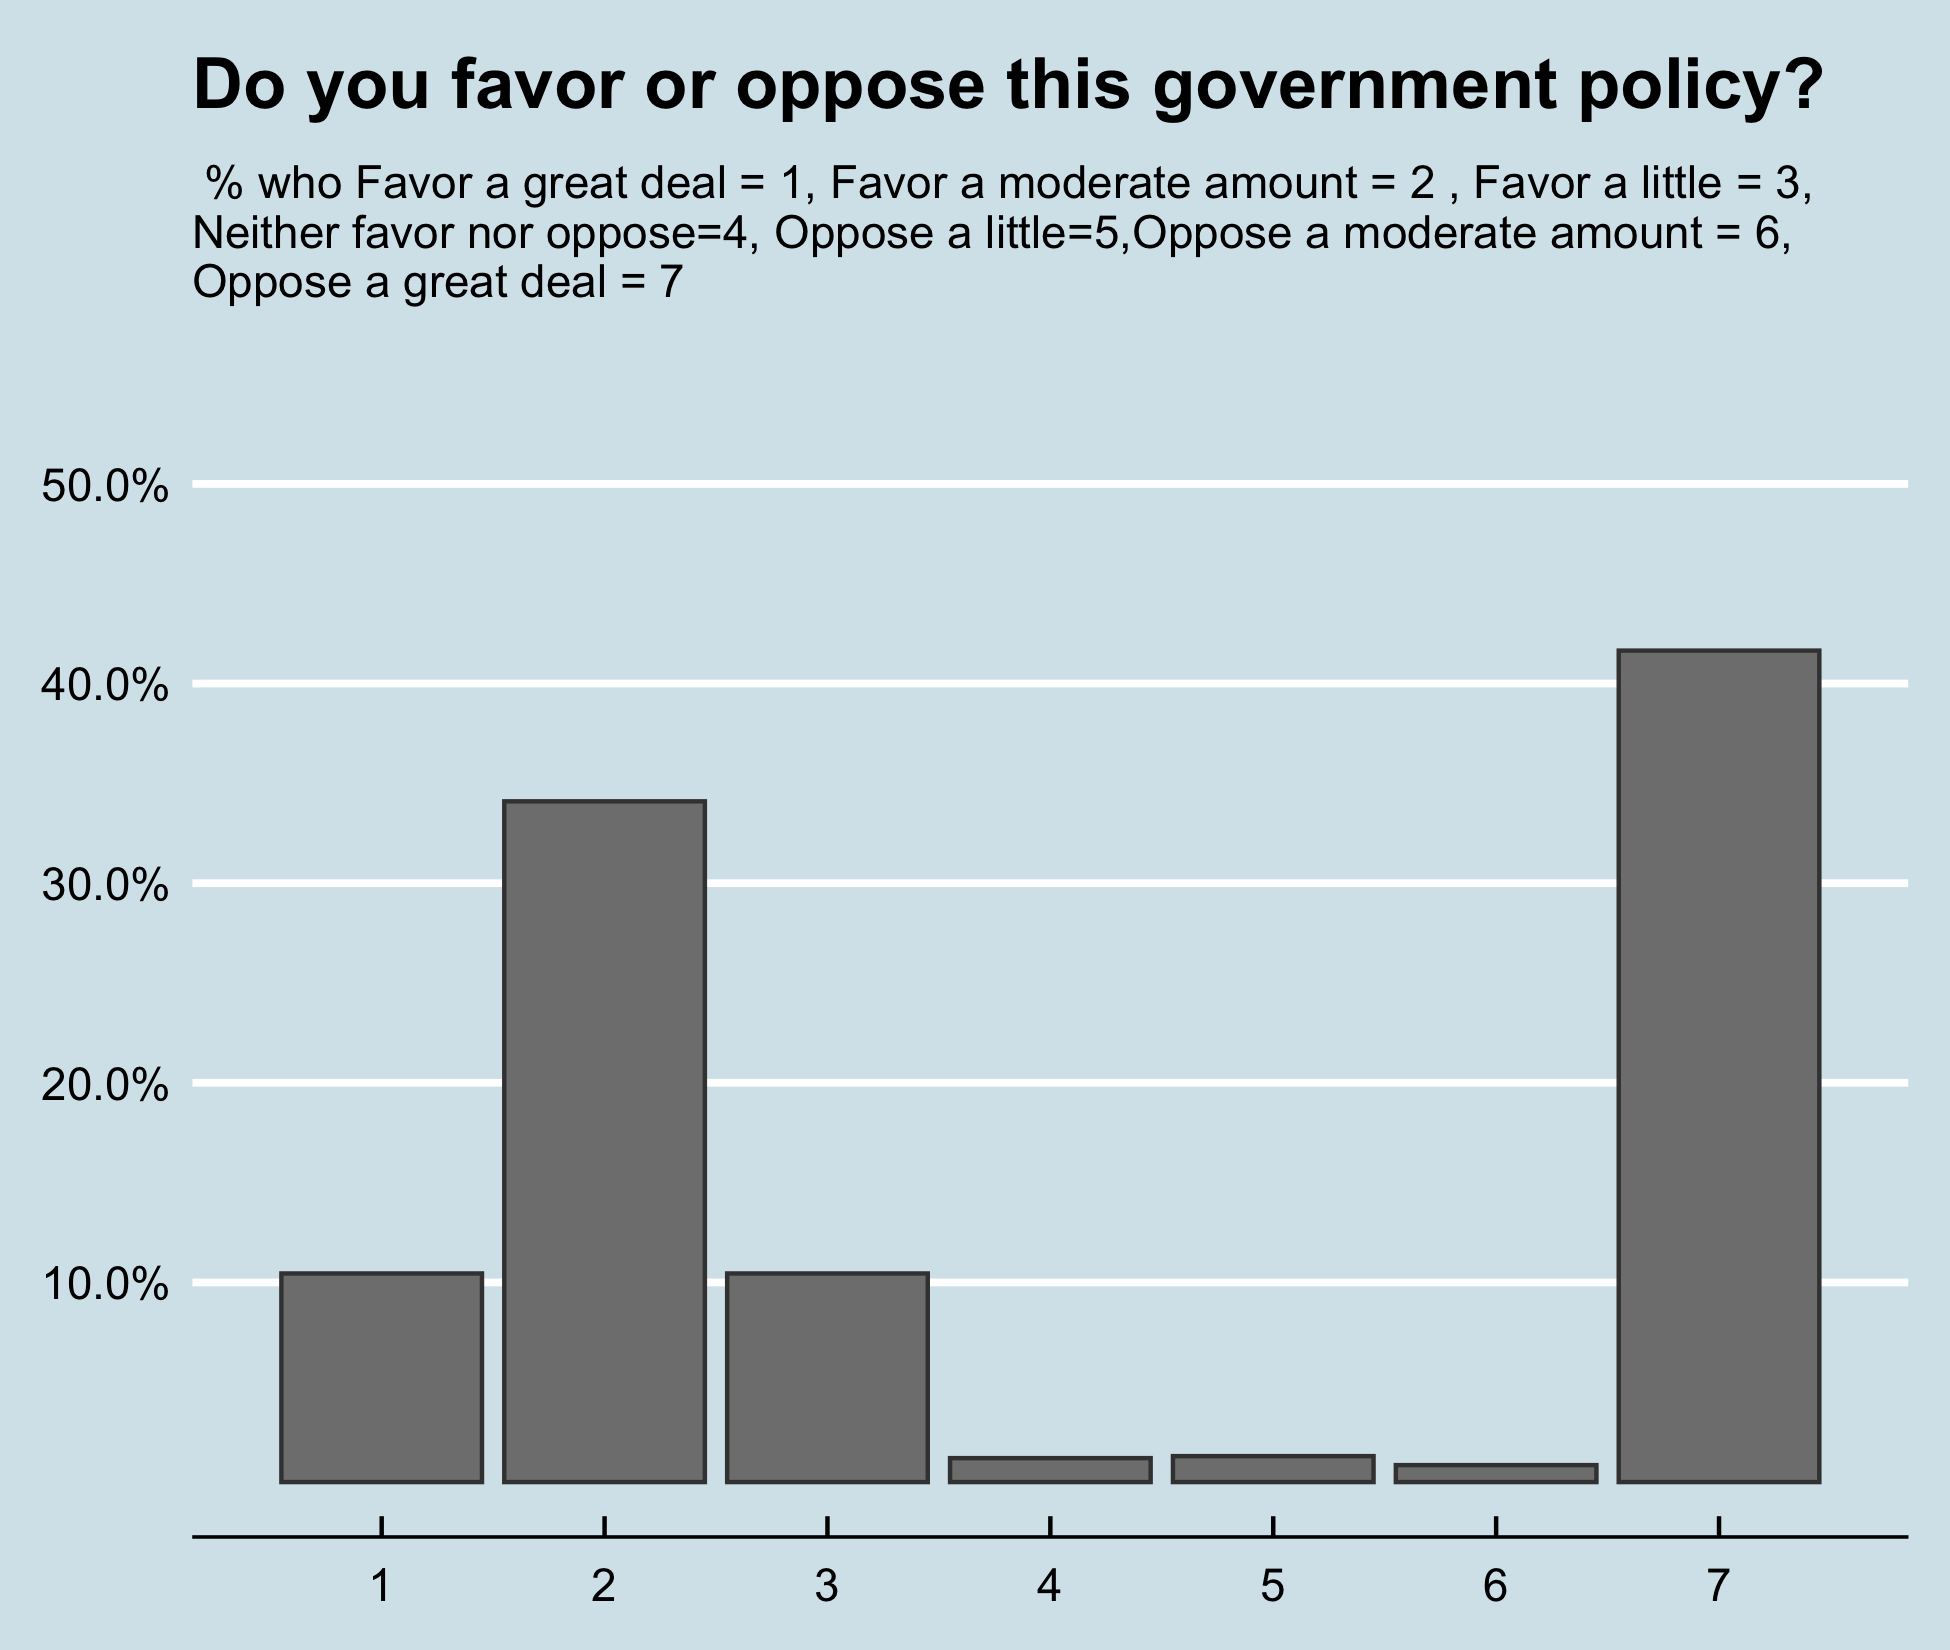 Do you favor or oppose this government policy?
% who Favor a great deal = 1, Favor a moderate amount = 2 , Favor a little = 3,
Neither favor nor oppose=4, Oppose a little=5,Oppose a moderate amount = 6,
Oppose a great deal = 7
50.0%
40.0%
30.0%
20.0%
10.0%
1 2 3 4 5 6 7